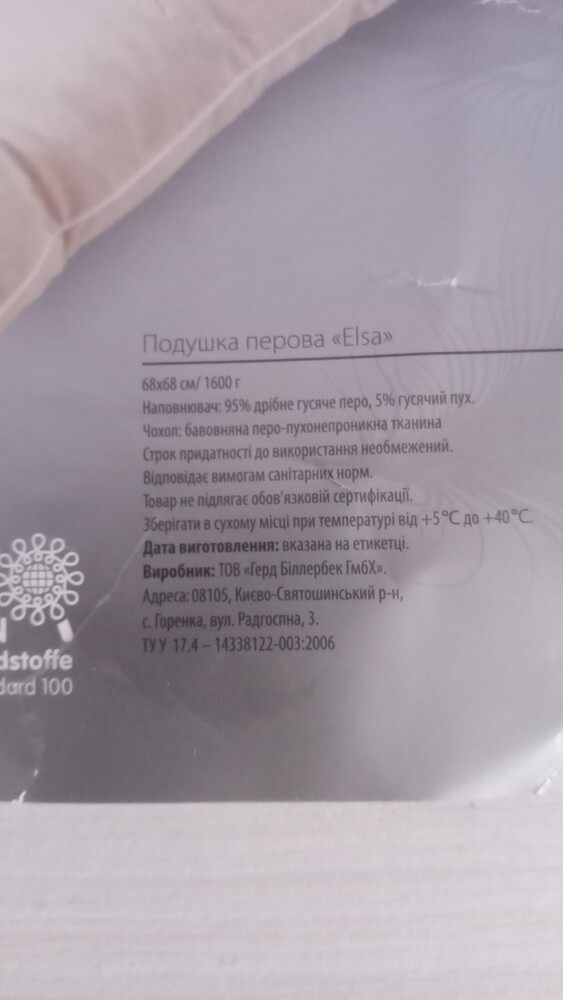 Подушка перова «Elsa»
68х68 см/ 1600 г
Наповнювач: 95% дрібне гусяче перо, 5% гусячий пух.
Чохол: бавовняна перо-пухонепроникна тканина
Строк придатності до використання необмежений.
Відповідає вимогам санітарних норм.
Товар не підлягає обов'язковій сертифікації.
Зберігати в сухому місці при температурі від +5°С до +40°С.
Дата виготовлення: вказана на етикетці.
Виробник: ТОВ «Герд Біллербек ГмбХ».
Адреса: 08105, Києво-Святошинський р-н,
с. Горенка, вул. Радгоспна, 3.
ТУ У 17.4 – 14338122-003:2006
dstoffe
dard 100